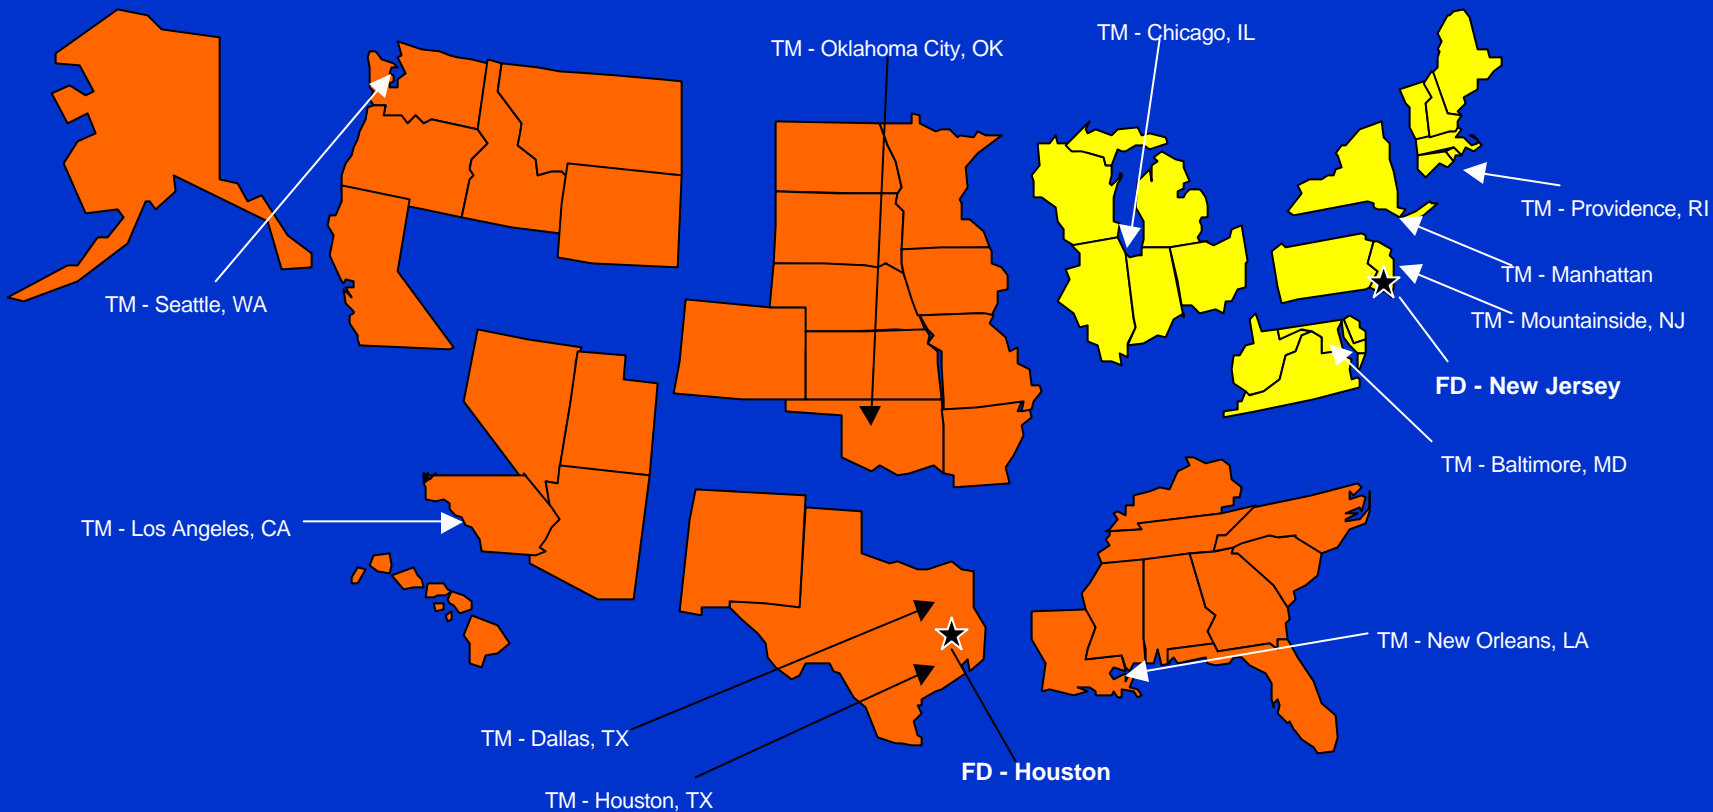 TM - Oklahoma City, OK
TM - Chicago, IL
TM - Providence, RI
TM - Manhattan
TM - Seattle, WA
TM - Mountainside, NJ
FD - New Jersey
TM - Baltimore, MD
TM - Los Angeles, CA
TM - New Orleans, LA
TM - Dallas, TX
FD - Houston
TM - Houston, TX